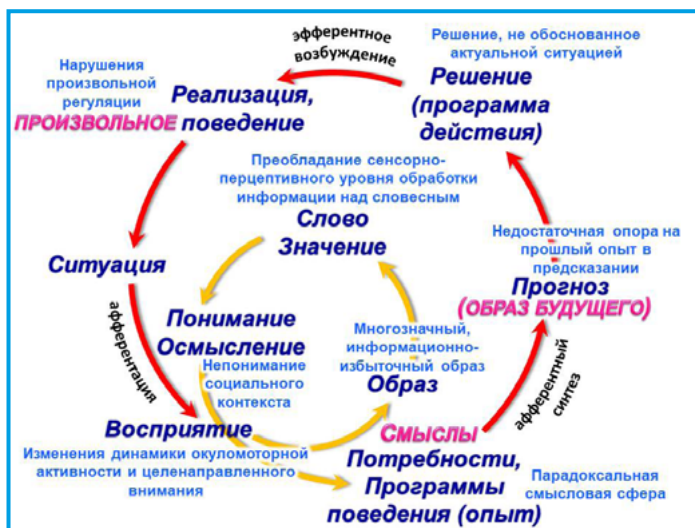 эфферентное
возбуждение
Решение, не обоснованное
актуальной ситуацией
Нарушения
произвольной
регуляции
ПРОИЗВОЛЬНОЕ
Реализация,
поведение
Решение
(программа
действия)
Преобладание сенсорно-
перцептивного уровня обработки
информации над словесным
Слово
Значение
Недостаточная опора на
прошлый опыт в
предсказании
Прогноз
(ОБРАЗ БУДУЩЕГО)
Ситуация
афферентация
Понимание
Осмысление
Непонимание
социального
контекста
Многозначный,
информационно-
избыточный образ
Образ
афферентный
синтез
Восприятие
Изменения динамики окуломоторной
активности и целенаправленного
внимания
СМЫСЛЫ
Потребности,
Программы
поведения (опыт)
Парадоксальная
смысловая сфера